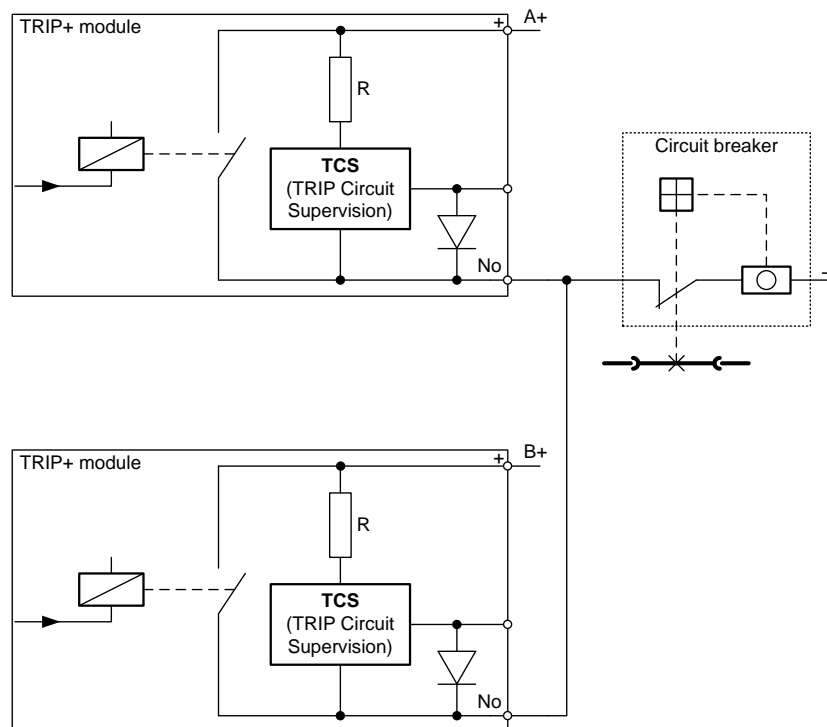 TRIP+ module
+
A+
R
TCS
(TRIP Circuit
Supervision)
No
Circuit breaker
-
TRIP+ module
+
B+
R
TCS
(TRIP Circuit
Supervision)
No